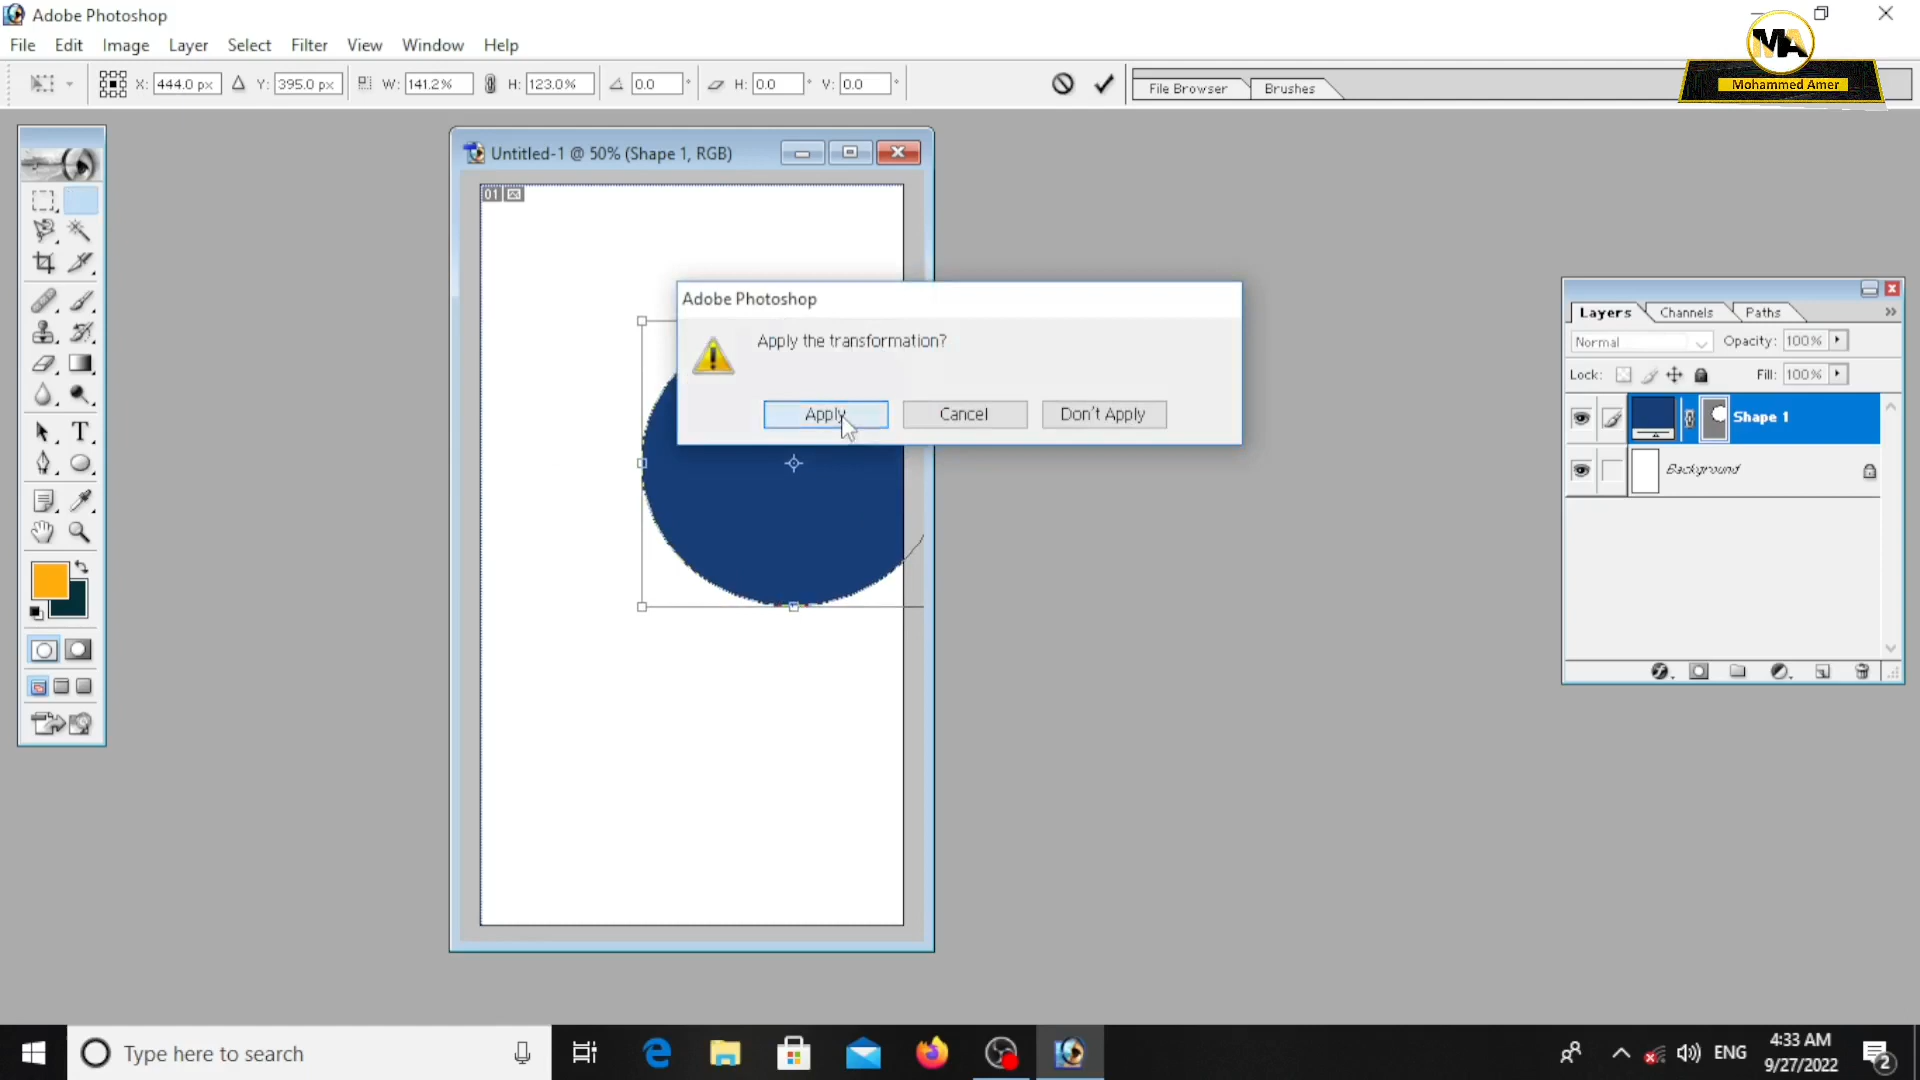 Adobe Photoshop
File Edit Image Layer Select Filter View Window Help
X: 444.0 px Y: 395.0 px W: 141.2% H: 123.0% 0.0 ° H: 0.0 ° V: 0.0 °
File Browser Brushes
MA
Mohammed Amer
Untitled-1 @ 50% (Shape 1, RGB)
01
Adobe Photoshop
Apply the transformation?
Apply Cancel Don't Apply
Layers Channels Paths
Normal Opacity: 100%
Lock: Fill: 100%
Shape 1
Background
T
Type here to search
ENG
4:33 AM
9/27/2022
2